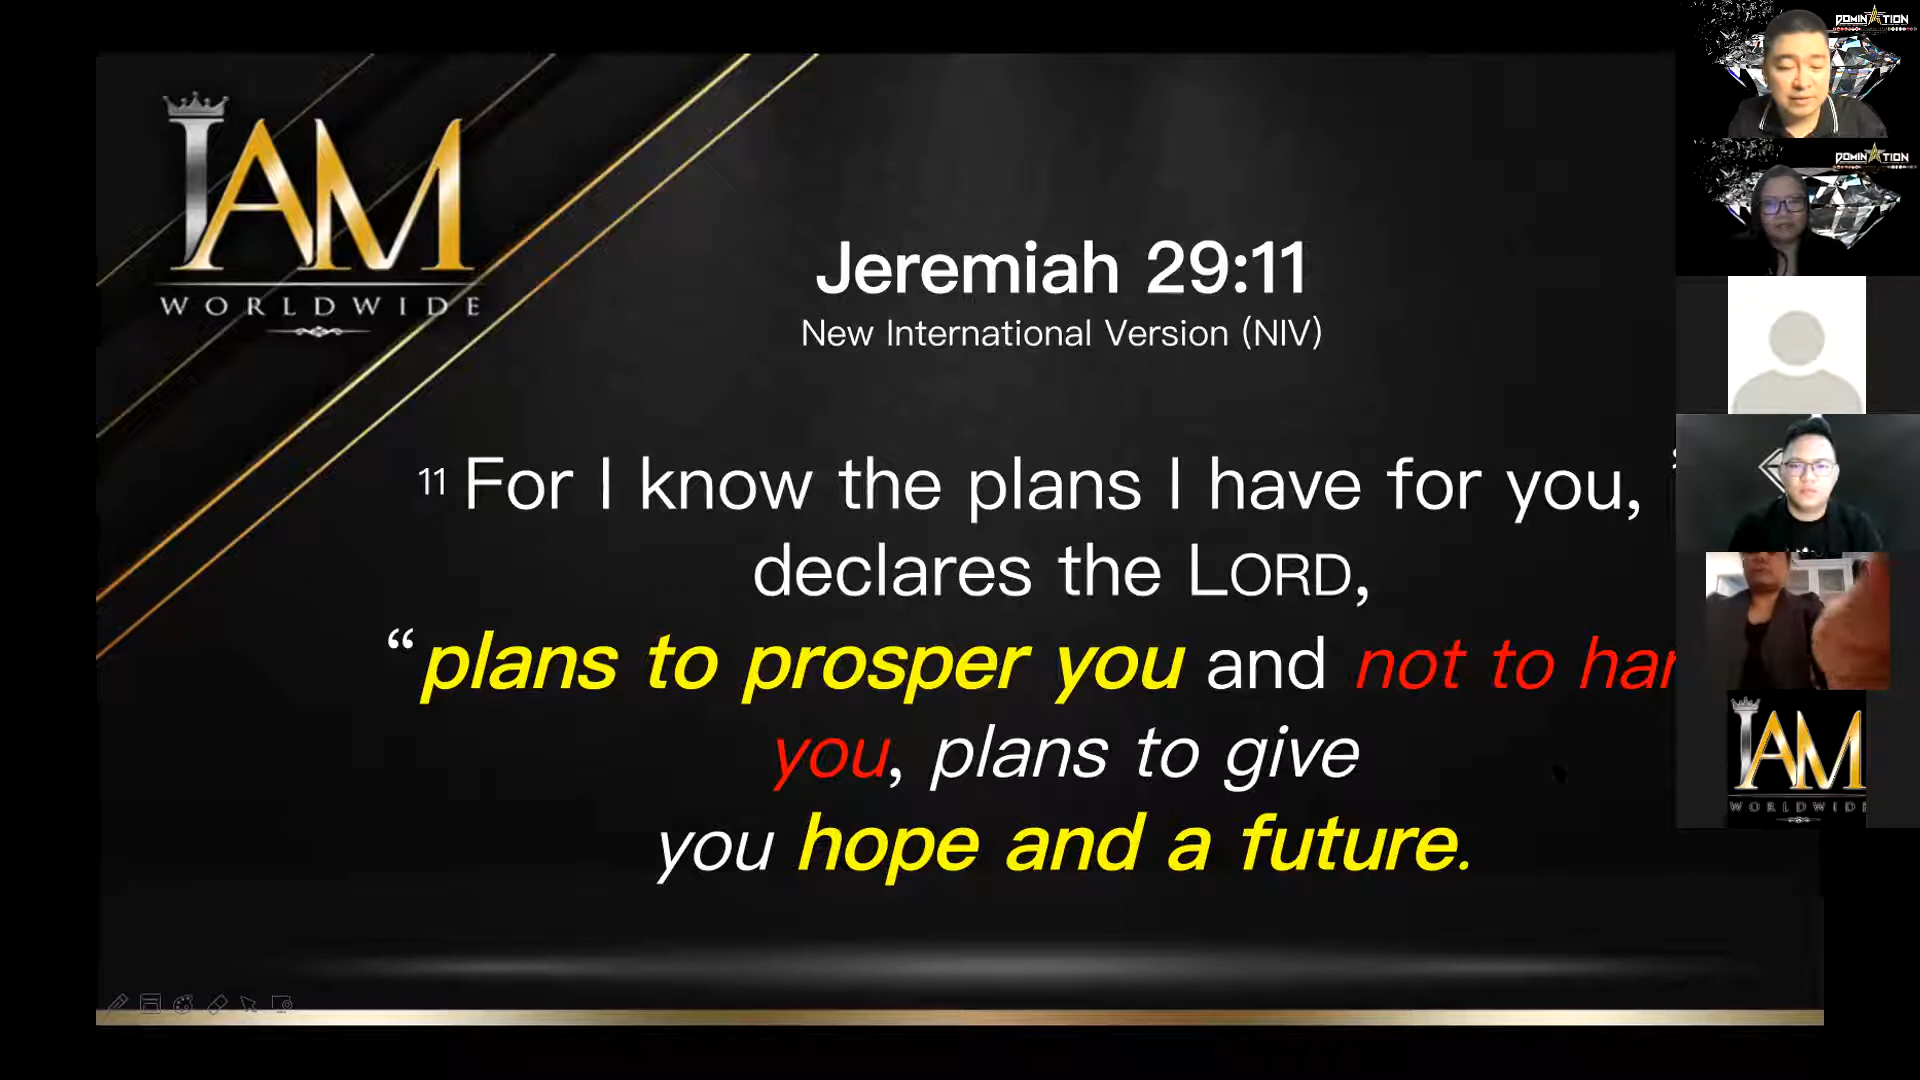 IAM
WORLDWIDE
Jeremiah 29:11
New International Version (NIV)
11 For I know the plans I have for you,
declares the LORD,
“plans to prosper you and not to har
you, plans to give
you hope and a future.
DOMINATION
DOMINATION
IAM
WORLDWIDE